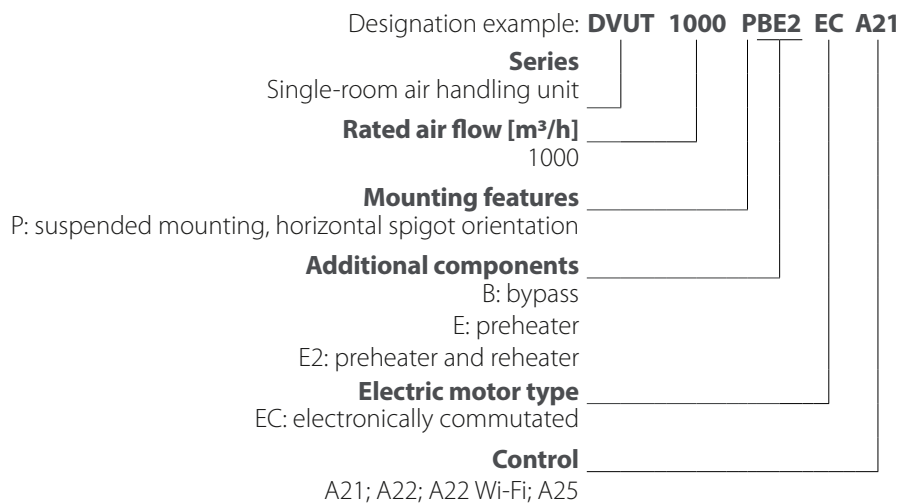 Designation example: DVUT 1000 PBE2 EC A21
Series
Single-room air handling unit
Rated air flow [m³/h]
1000
Mounting features
P: suspended mounting, horizontal spigot orientation
Additional components
B: bypass
E: preheater
E2: preheater and reheater
Electric motor type
EC: electronically commutated
Control
A21; A22; A22 Wi-Fi; A25